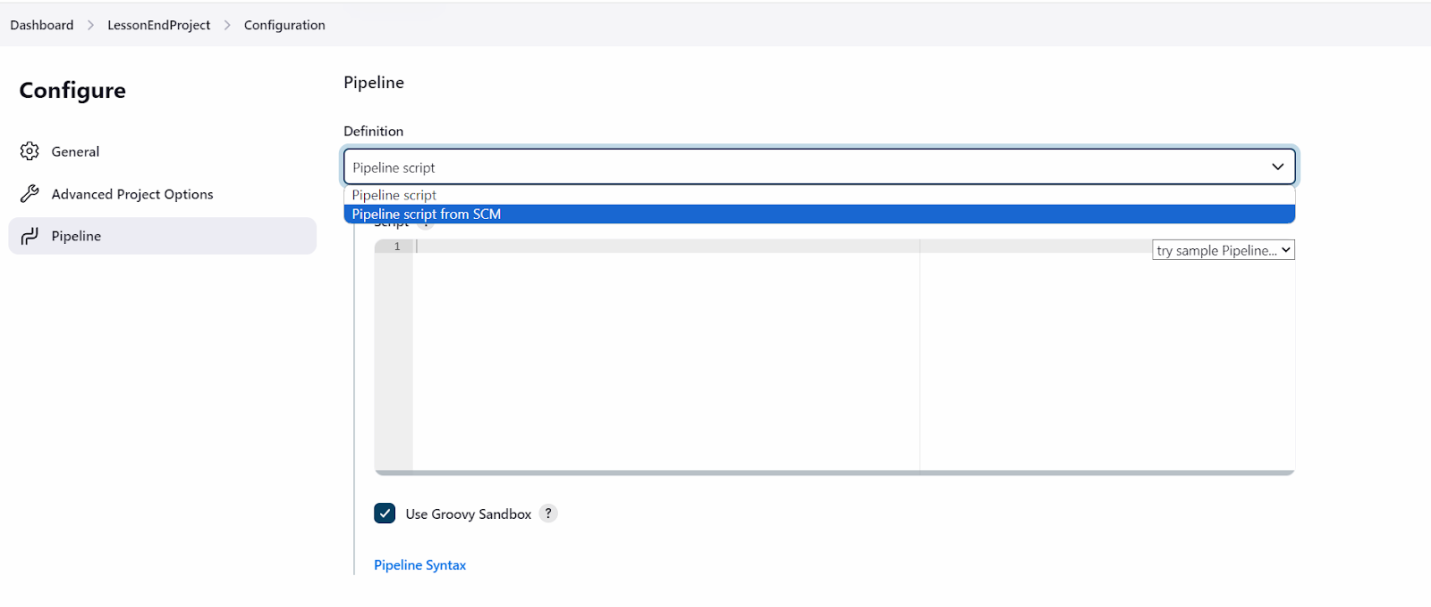 Dashboard > LessonEndProject > Configuration
Configure
General
Advanced Project Options
Pipeline
Pipeline
Definition
Pipeline script
Pipeline script
Pipeline script from SCM
Script ?
1
try sample Pipeline...
Use Groovy Sandbox ?
Pipeline Syntax